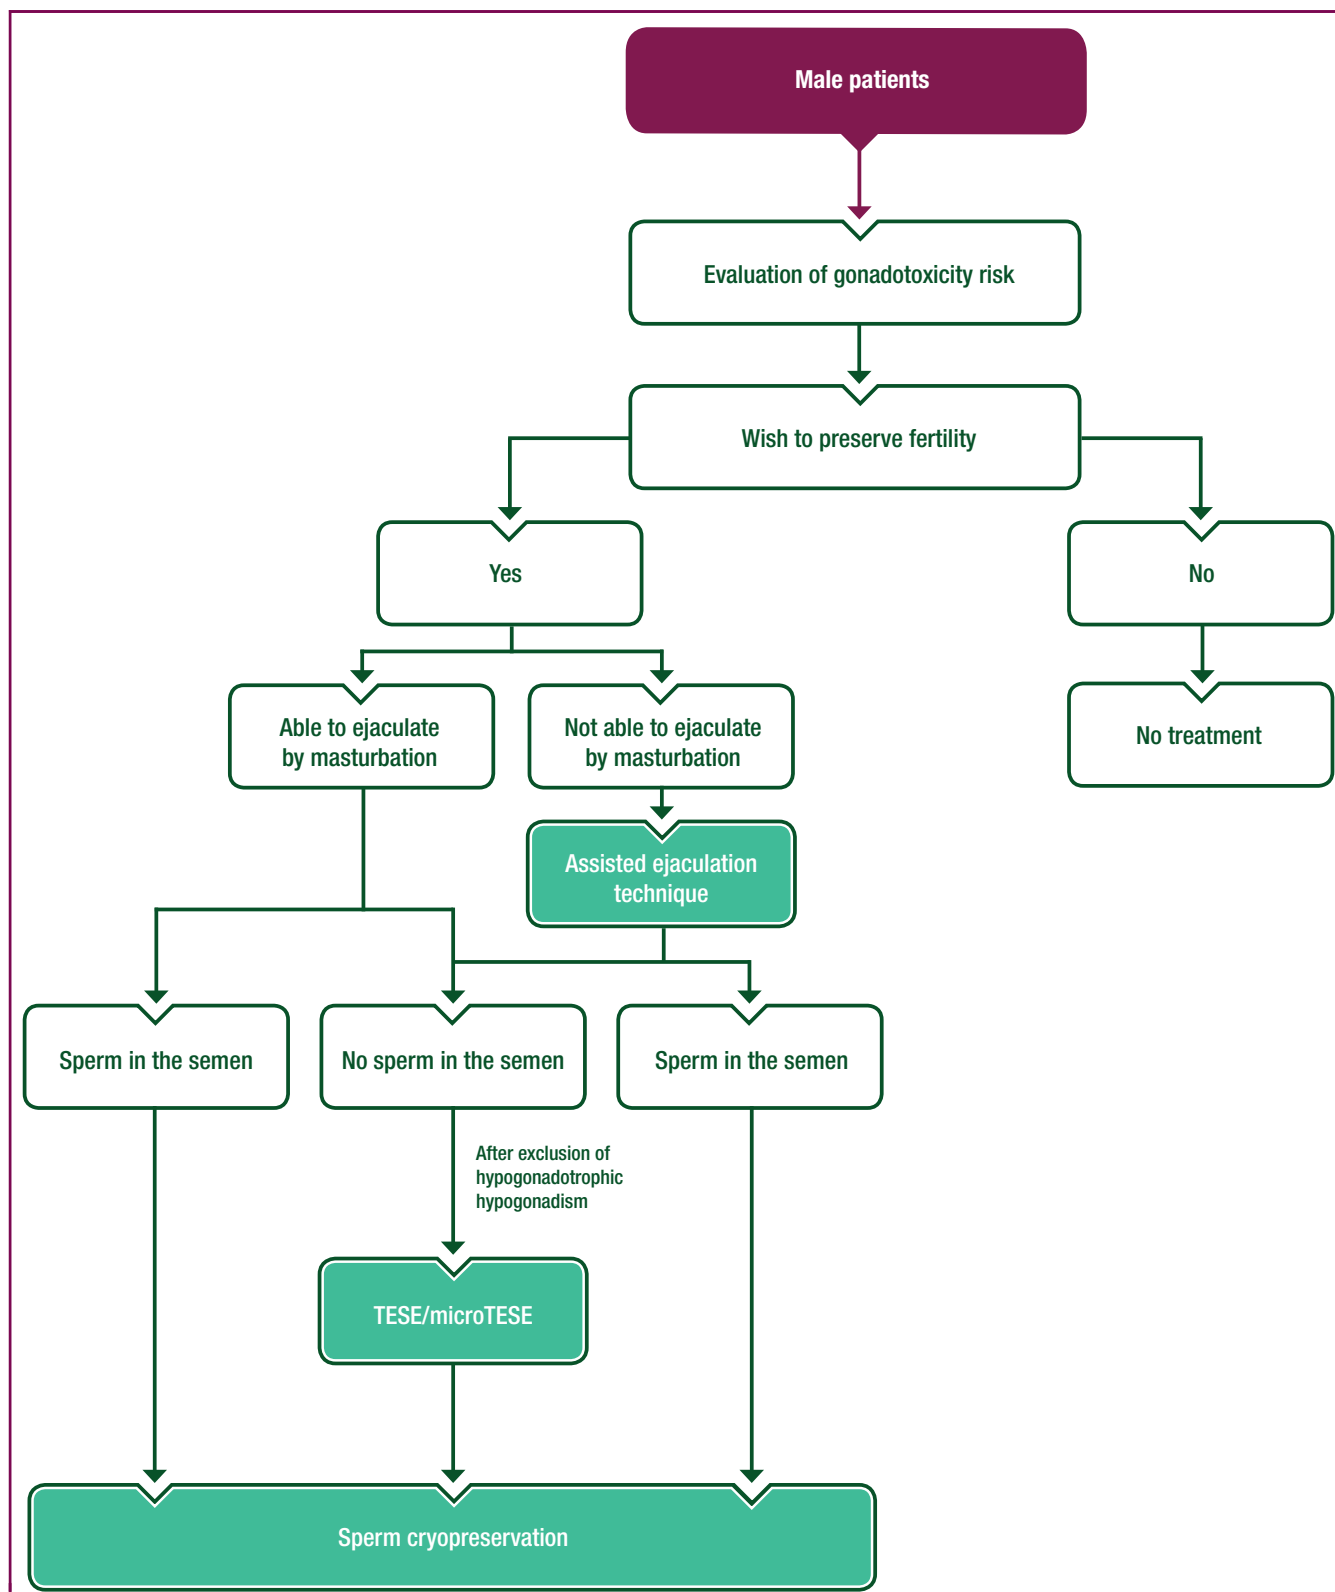 Male patients
Evaluation of gonadotoxicity risk
Wish to preserve fertility
Yes
No
Able to ejaculate
by masturbation
Not able to ejaculate
by masturbation
No treatment
Assisted ejaculation
technique
Sperm in the semen
No sperm in the semen
Sperm in the semen
After exclusion of
hypogonadotrophic
hypogonadism
TESE/microTESE
Sperm cryopreservation